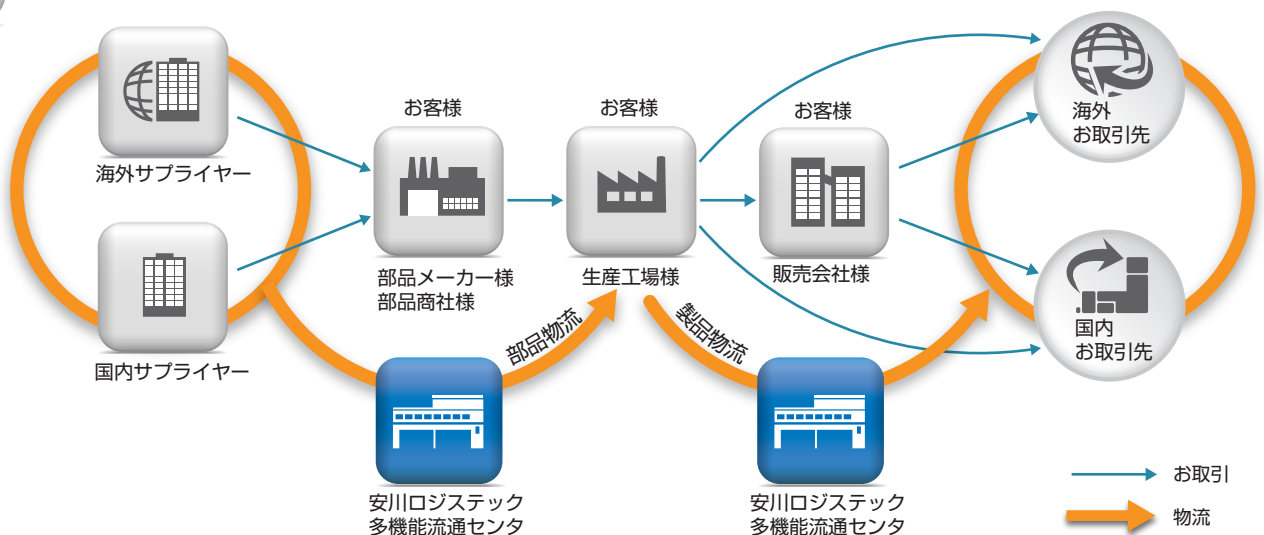 お客様
お客様
お客様
海外サプライヤー
国内サプライヤー
部品メーカー様
部品商社様
生産工場様
販売会社様
海外
お取引先
国内
お取引先
部品物流
製品物流
安川ロジステック
多機能流通センタ
安川ロジステック
多機能流通センタ
お取引
物流